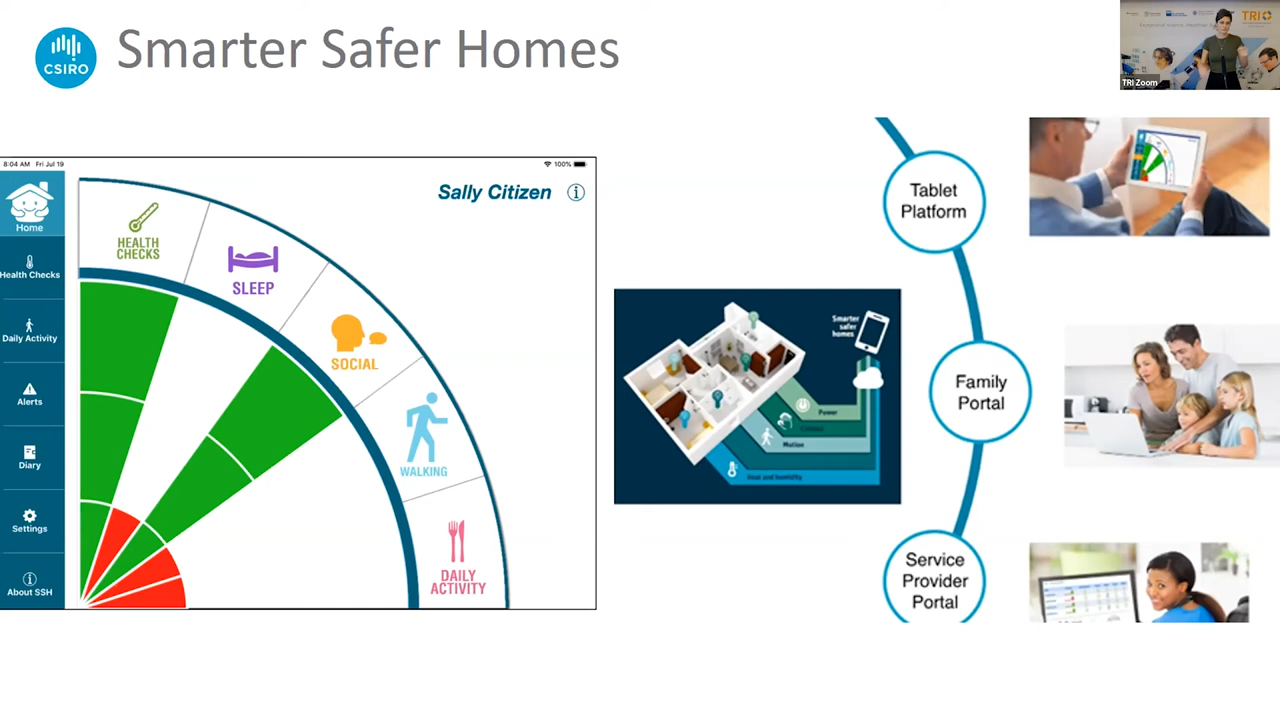 CSIRO
Smarter Safer Homes
TRI
TRI Zoom
8:04 AM Fri Jul 19
100%
Sally Citizen
Home
Health Checks
Daily Activity
Alerts
Diary
Settings
About SSH
HEALTH
CHECKS
SLEEP
SOCIAL
WALKING
DAILY
ACTIVITY
Smarter
safer
homes
Power
Motion
Heat and humidity
Tablet
Platform
Family
Portal
Service
Provider
Portal